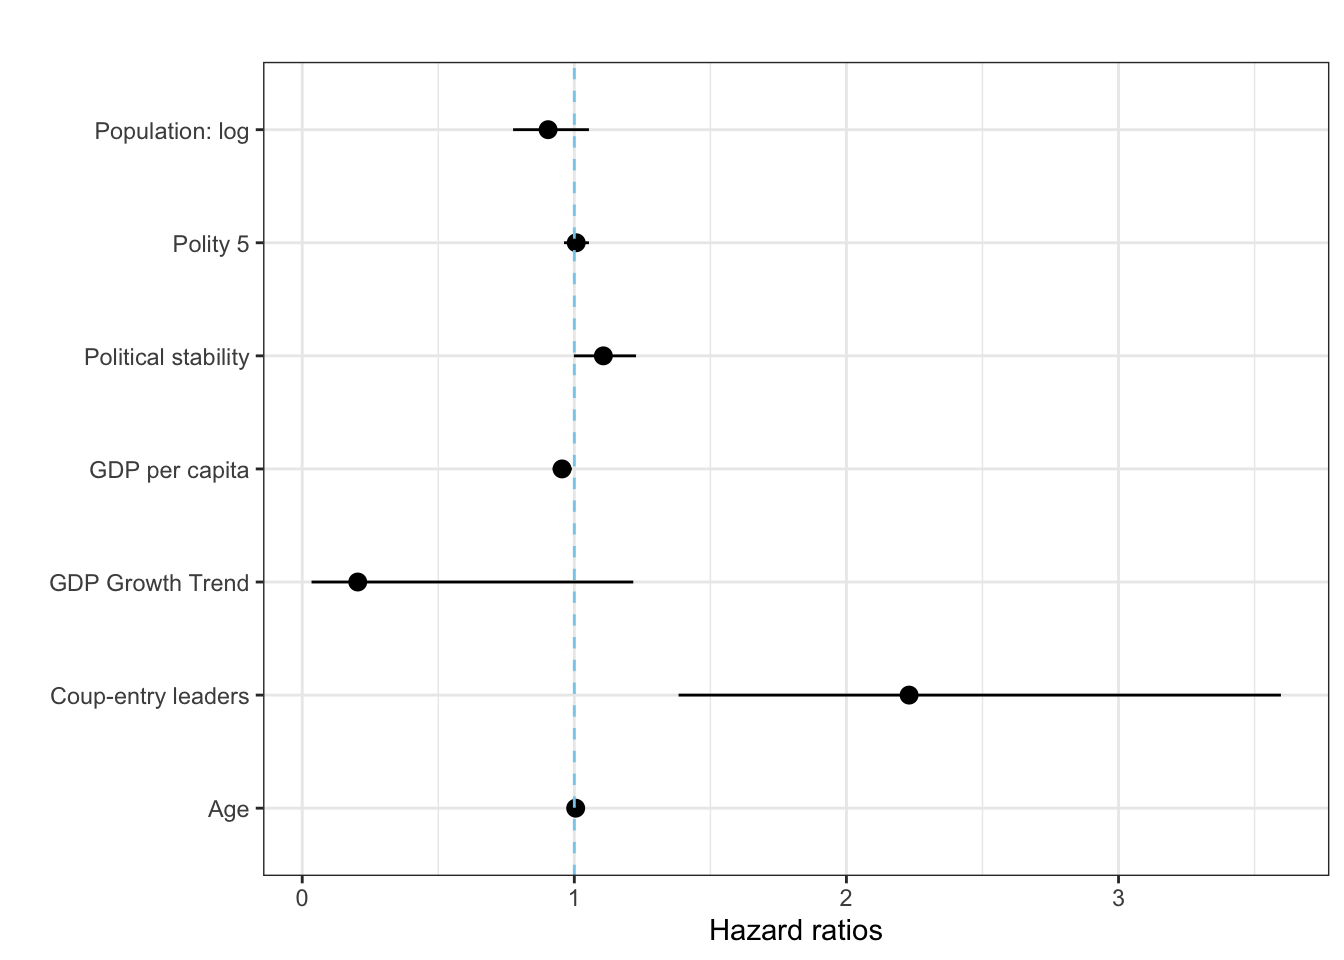 Population: log
Polity 5
Political stability
GDP per capita
GDP Growth Trend
Coup-entry leaders
Age
0 1 2 3
Hazard ratios